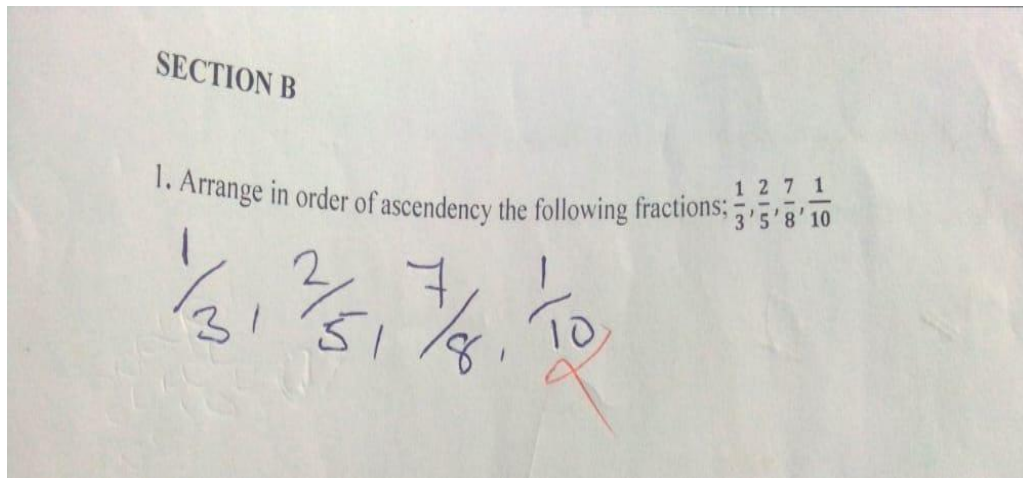 SECTION B
1. Arrange in order of ascendency the following fractions; 1/3, 2/5, 7/8, 1/10
1/3, 2/5, 7/8, 1/10